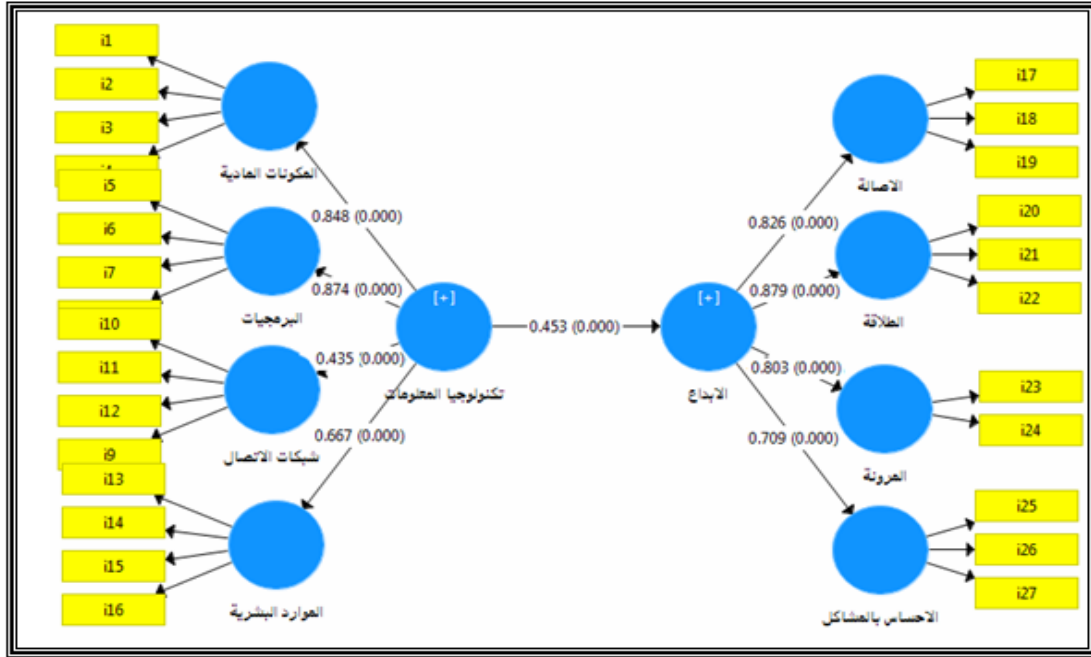 i1
i2
i3
i5
i6
i7
i10
i11
i12
i9
i13
i14
i15
i16
المكونات المادية
البرمجيات
شبكات الاتصال
الموارد البشرية
0.848 (0.000)
0.874 (0.000)
0.435 (0.000)
0.667 (0.000)
[+]
تكنولوجيا المعلومات
0.453 (0.000)
[+]
الابداع
0.826 (0.000)
0.879 (0.000)
0.803 (0.000)
0.709 (0.000)
الاصالة
الطلاقة
المرونة
الاحساس بالمشاكل
i17
i18
i19
i20
i21
i22
i23
i24
i25
i26
i27